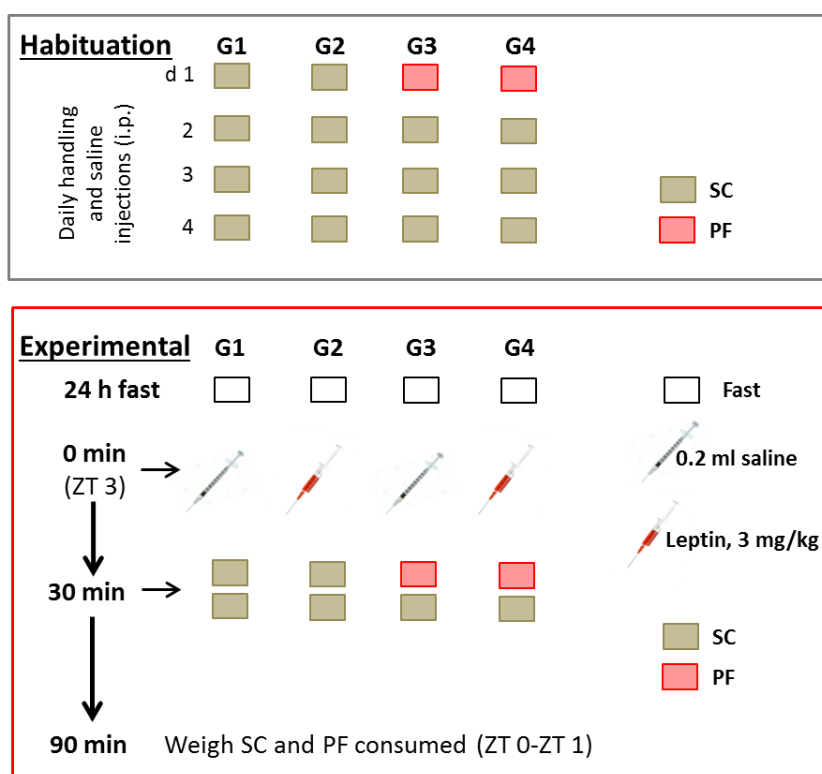 Habituation G1 G2 G3 G4
d 1
2
3
4
Daily handling
and saline
injections (i.p.)
SC
PF
Experimental G1 G2 G3 G4
24 h fast
Fast
0 min
(ZT 3)
0.2 ml saline
Leptin, 3 mg/kg
30 min
SC
PF
90 min Weigh SC and PF consumed (ZT 0-ZT 1)